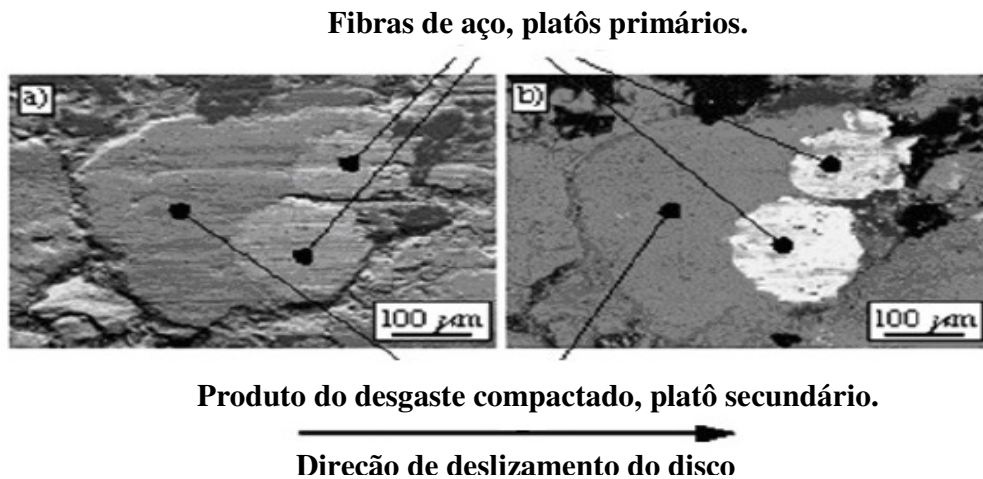 Fibras de aço, platôs primários.
a)
b)
100 μm
100 μm
Produto do desgaste compactado, platô secundário.
Direção de deslizamento do disco